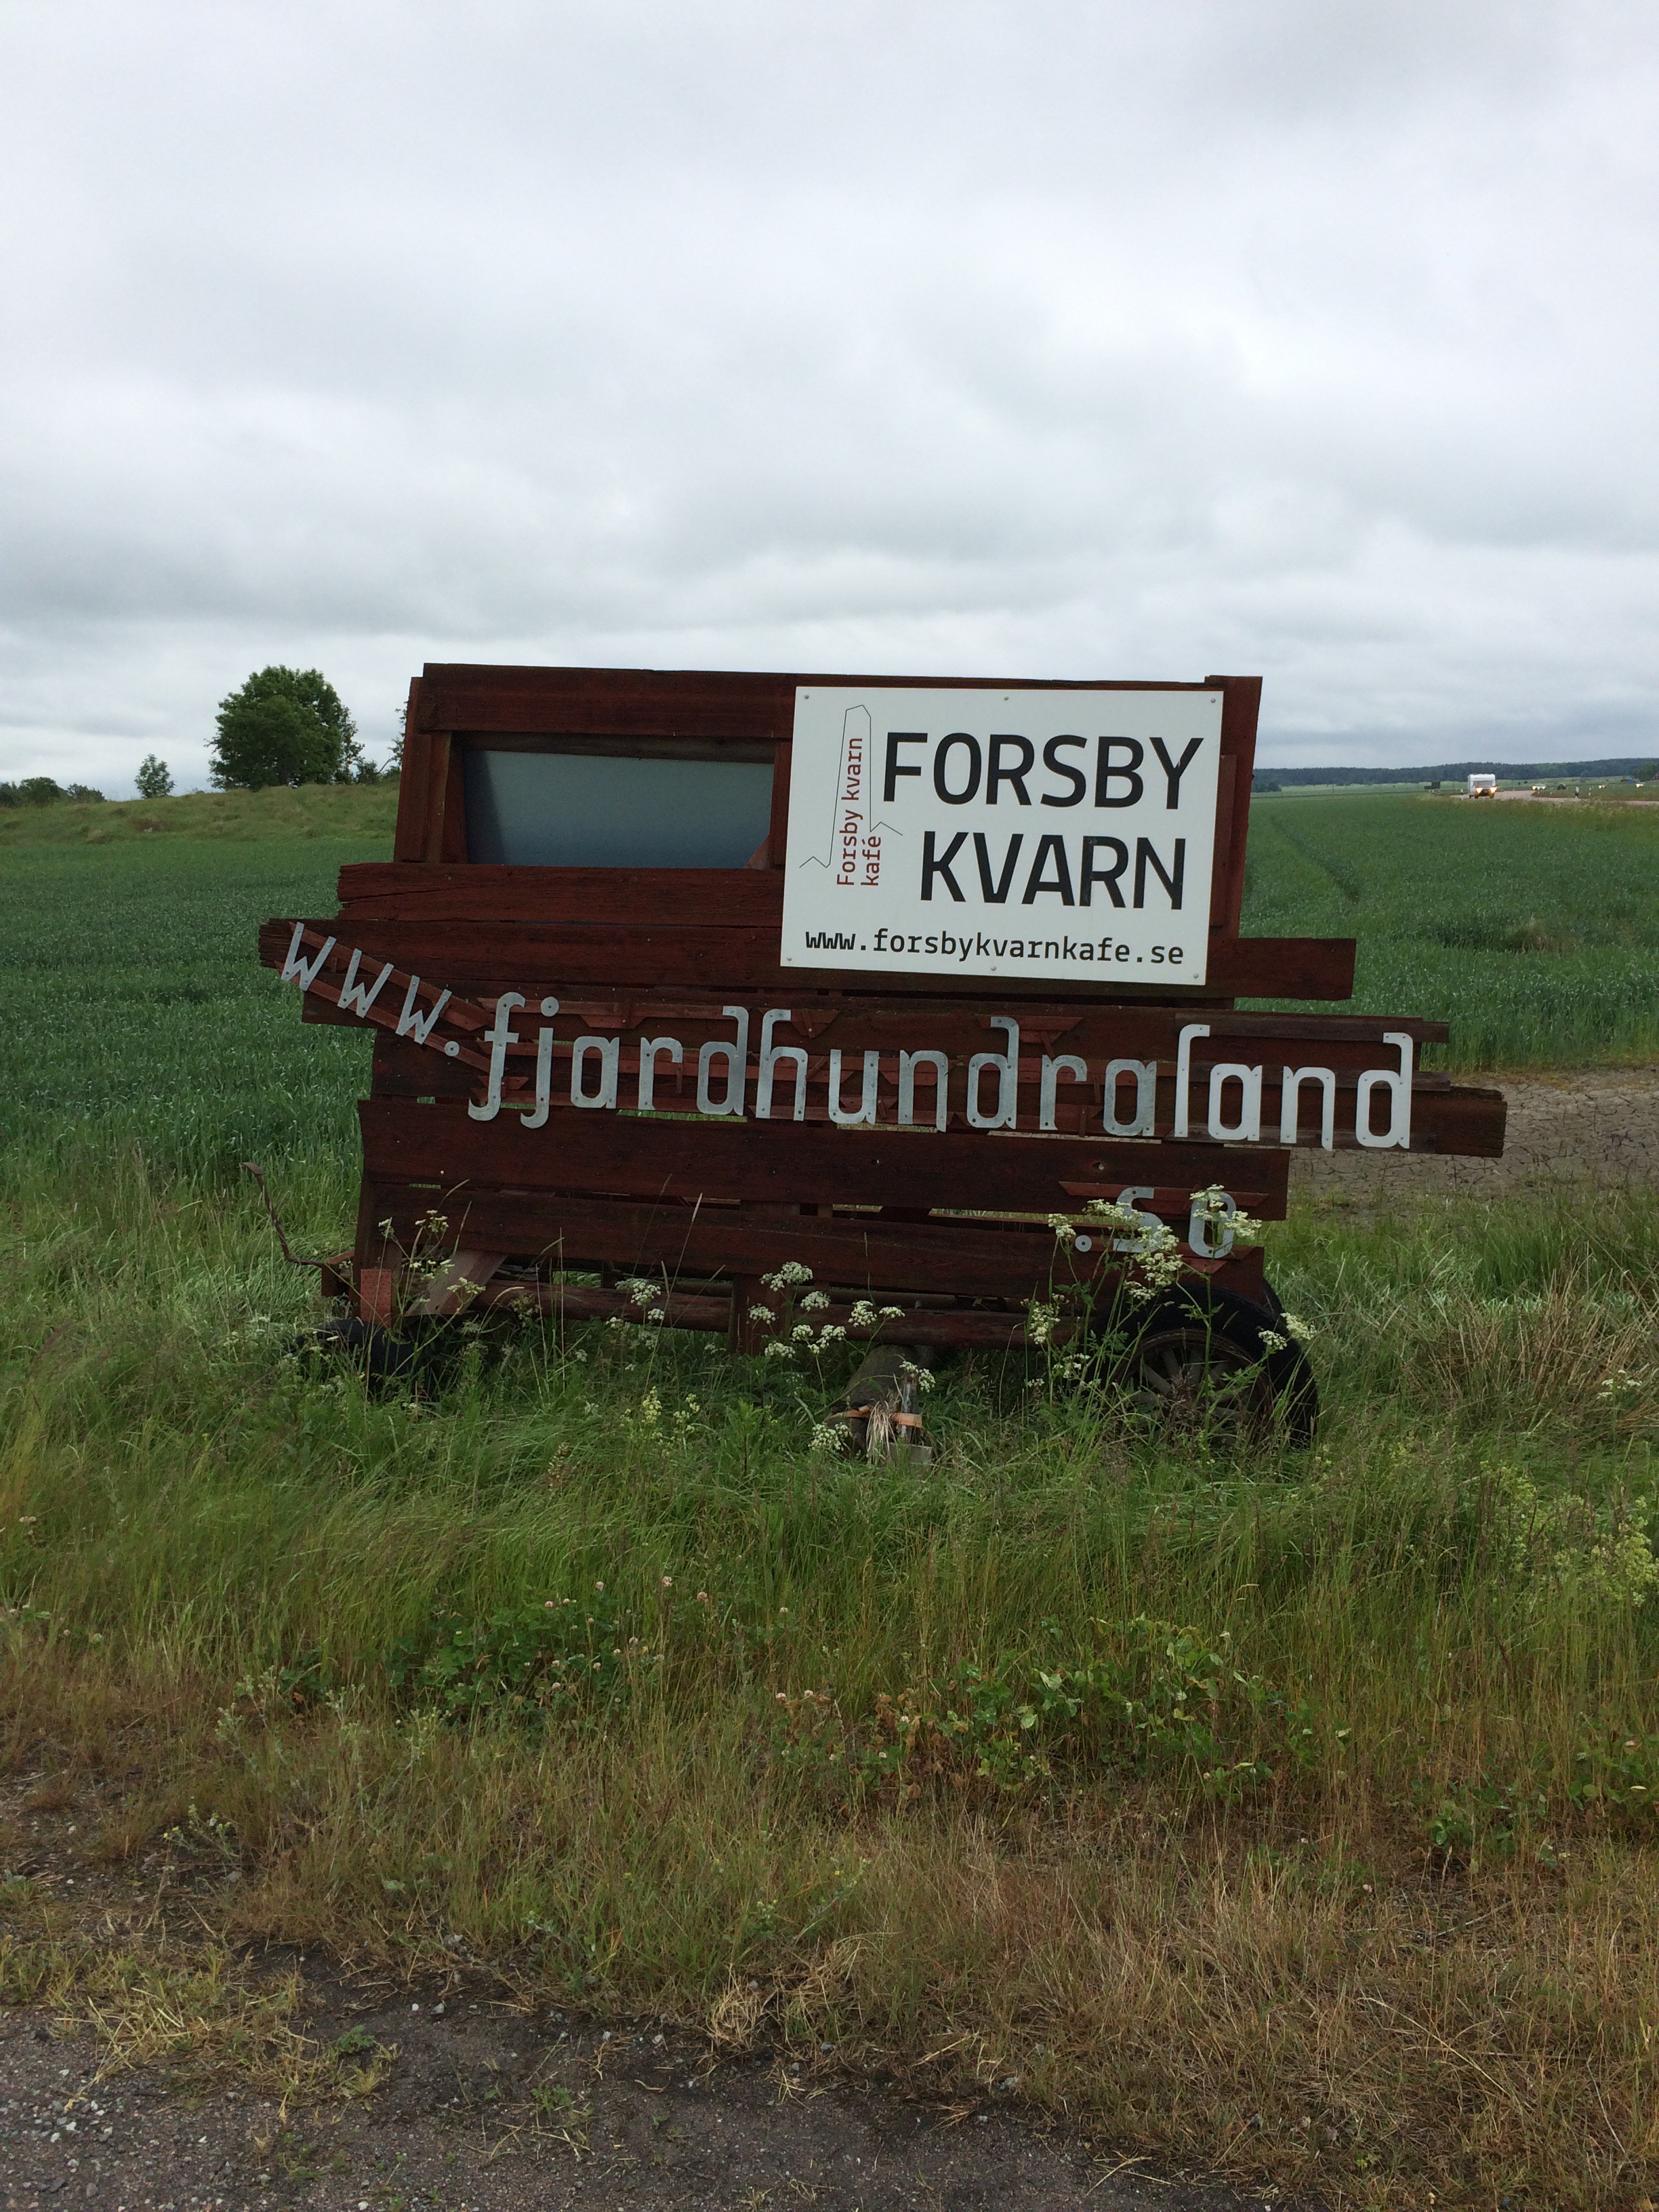 Forsby kvarn
kafé
FORSBY
KVARN
www.forsbykvarnkafe.se
www.fjardhundraland
.se